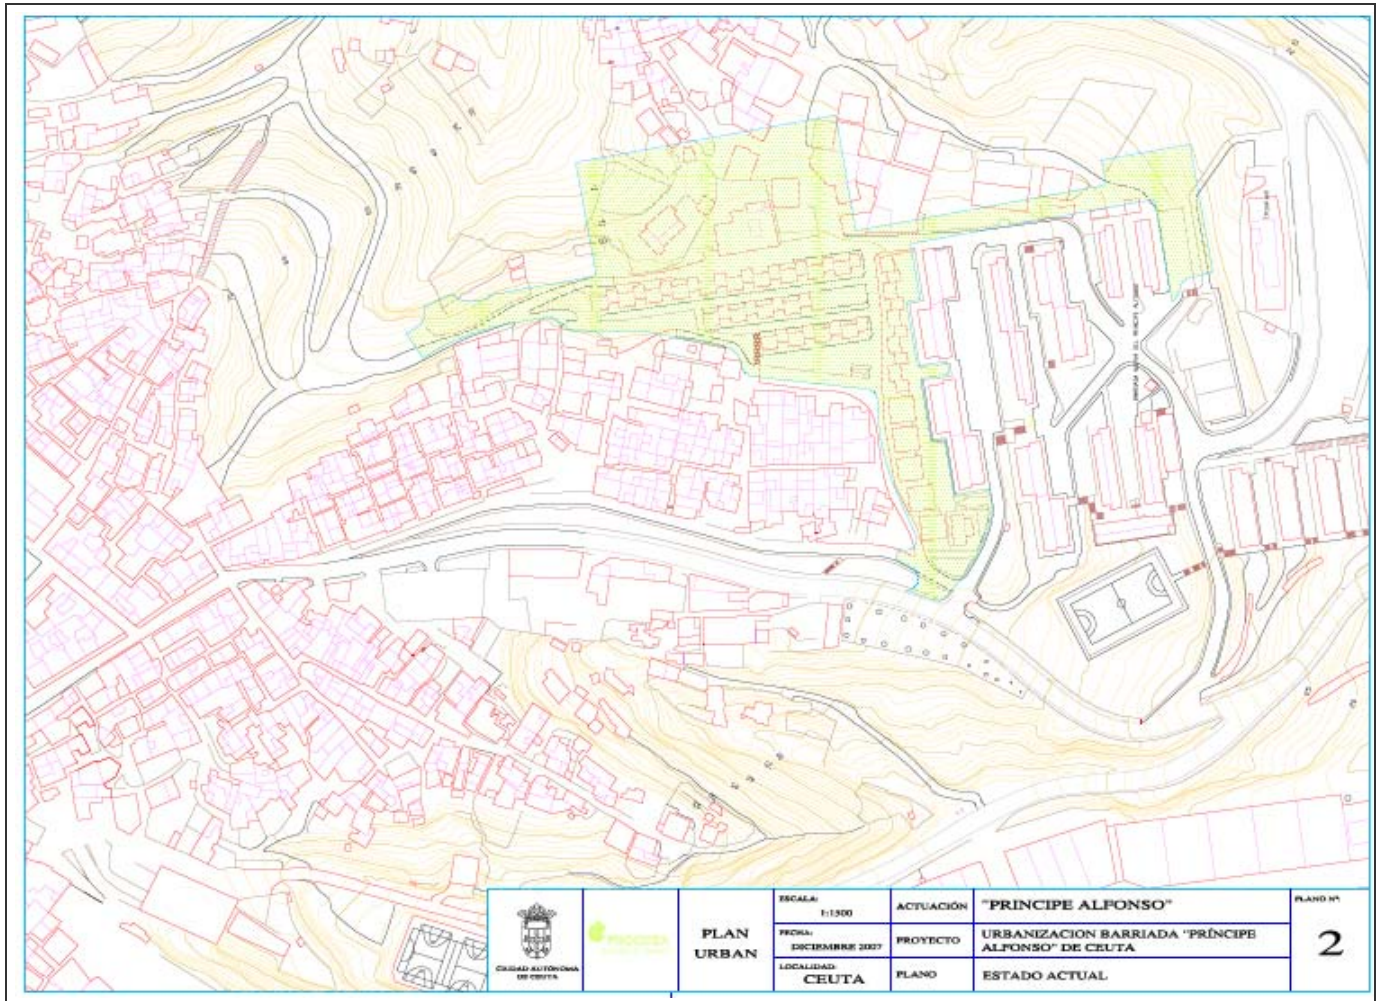 CIUDAD AUTÓNOMA
DE CEUTA
PROCESA
PLAN
URBAN
ESCALA:
1:1500
FECHA:
DICIEMBRE 2007
LOCALIDAD:
CEUTA
ACTUACIÓN
"PRINCIPE ALFONSO"
PROYECTO
URBANIZACION BARRIADA "PRÍNCIPE
ALFONSO" DE CEUTA
PLANO
ESTADO ACTUAL
PLANO Nº:
2